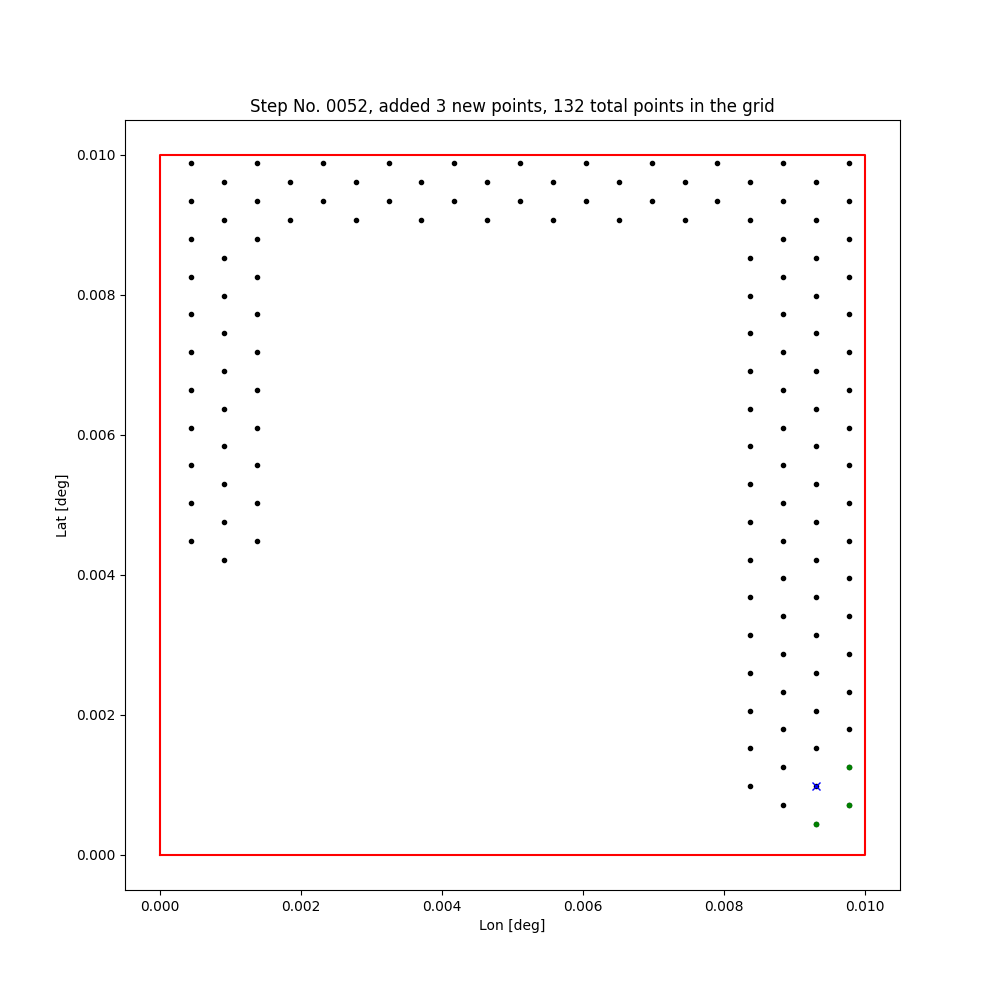 Step No. 0052, added 3 new points, 132 total points in the grid
0.010
0.008
0.006
0.004
0.002
0.000
Lat [deg]
0.000 0.002 0.004 0.006 0.008 0.010
Lon [deg]